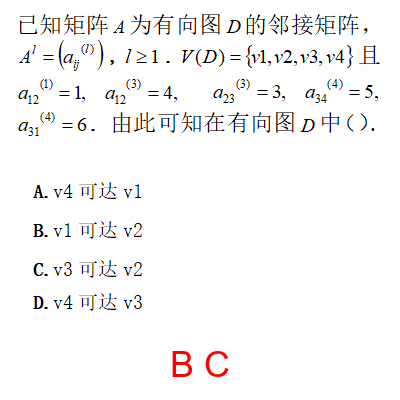 已知矩阵 A 为有向图 D 的邻接矩阵，
A^l = (a_{ij}^{(l)})，l ≥ 1．V(D) = {v1, v2, v3, v4} 且
a_{12}^{(1)} = 1, a_{12}^{(3)} = 4, a_{23}^{(3)} = 3, a_{34}^{(4)} = 5,
a_{31}^{(4)} = 6．由此可知在有向图 D 中( )．
A. v4 可达 v1
B. v1 可达 v2
C. v3 可达 v2
D. v4 可达 v3
B C